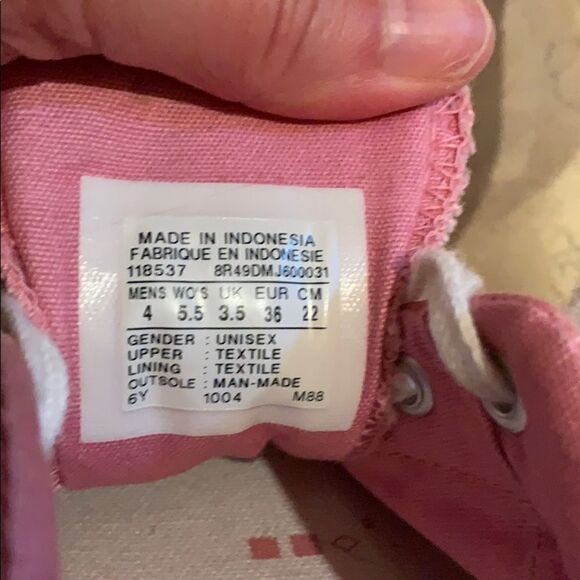 MADE IN INDONESIA
FABRIQUE EN INDONESIE
118537 8R49DMJ600031
MENS WO'S UK EUR CM
4 5.5 3.5 36 22
GENDER : UNISEX
UPPER : TEXTILE
LINING : TEXTILE
OUTSOLE : MAN-MADE
6Y 1004 M88